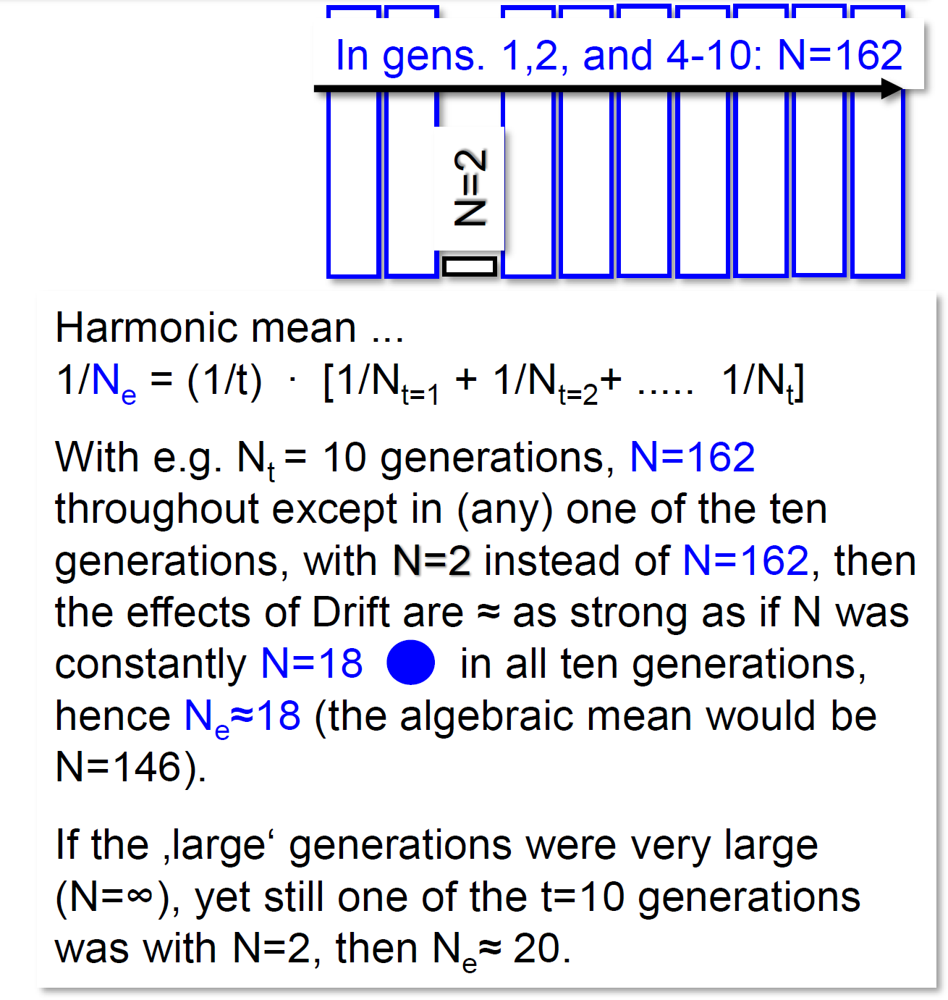 In gens. 1,2, and 4-10: N=162
N=2
Harmonic mean ...
1/Ne = (1/t) · [1/Nt=1 + 1/Nt=2+ ..... 1/Nt]
With e.g. Nt = 10 generations, N=162
throughout except in (any) one of the ten
generations, with N=2 instead of N=162, then
the effects of Drift are ≈ as strong as if N was
constantly N=18 in all ten generations,
hence Ne≈18 (the algebraic mean would be
N=146).
If the ‚large‘ generations were very large
(N=∞), yet still one of the t=10 generations
was with N=2, then Ne≈ 20.